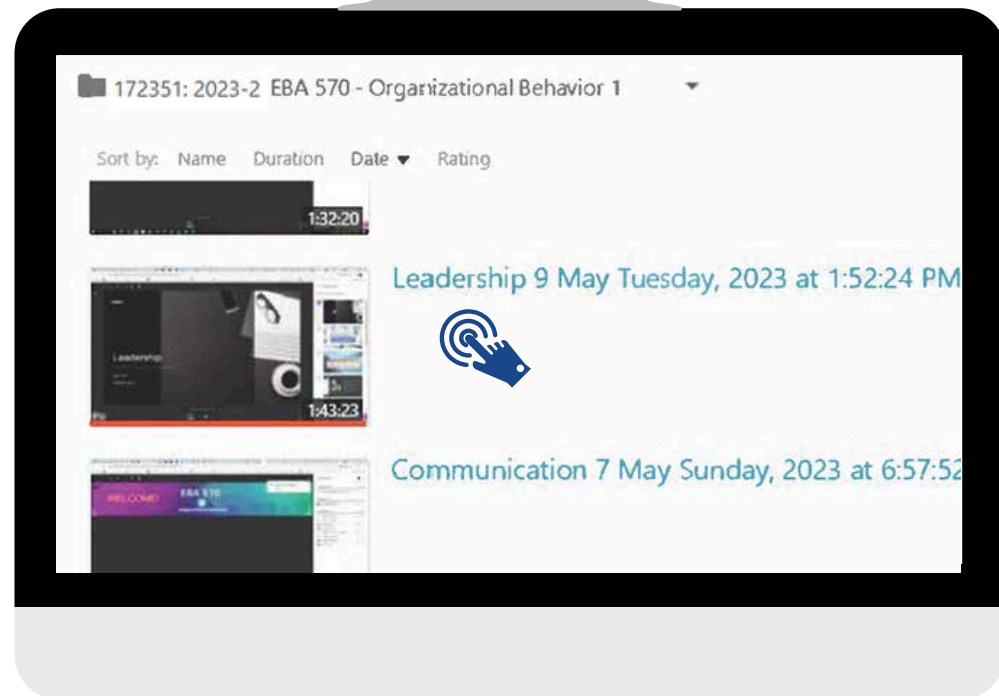 172351: 2023-2 EBA 570 - Organizational Behavior 1
Sort by: Name Duration Date Rating
1:32:20
Leadership 9 May Tuesday, 2023 at 1:52:24 PM
Leadership
1:43:23
Communication 7 May Sunday, 2023 at 6:57:52
WELCOME! EBA 570